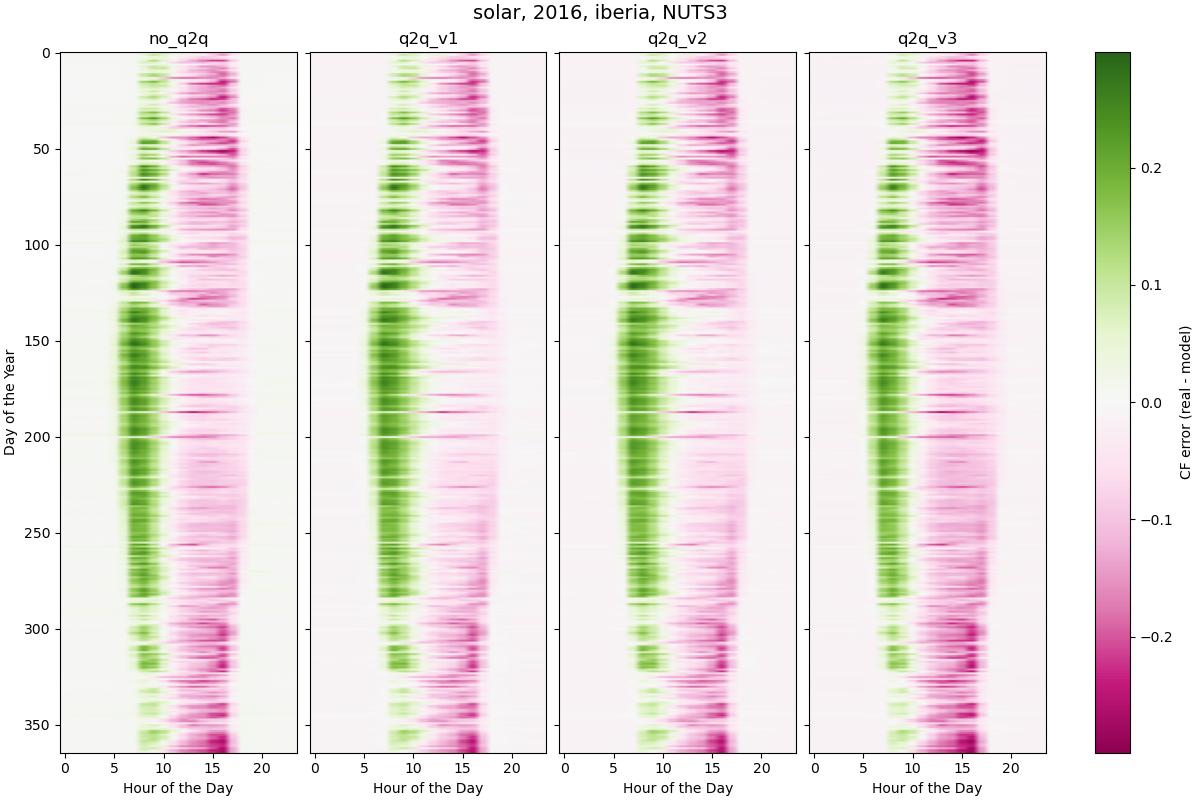 solar, 2016, iberia, NUTS3
no_q2q
q2q_v1
q2q_v2
q2q_v3
0
50
100
150
200
250
300
350
Day of the Year
0 5 10 15 20
0 5 10 15 20
0 5 10 15 20
0 5 10 15 20
Hour of the Day
Hour of the Day
Hour of the Day
Hour of the Day
0.2
0.1
0.0
−0.1
−0.2
CF error (real - model)